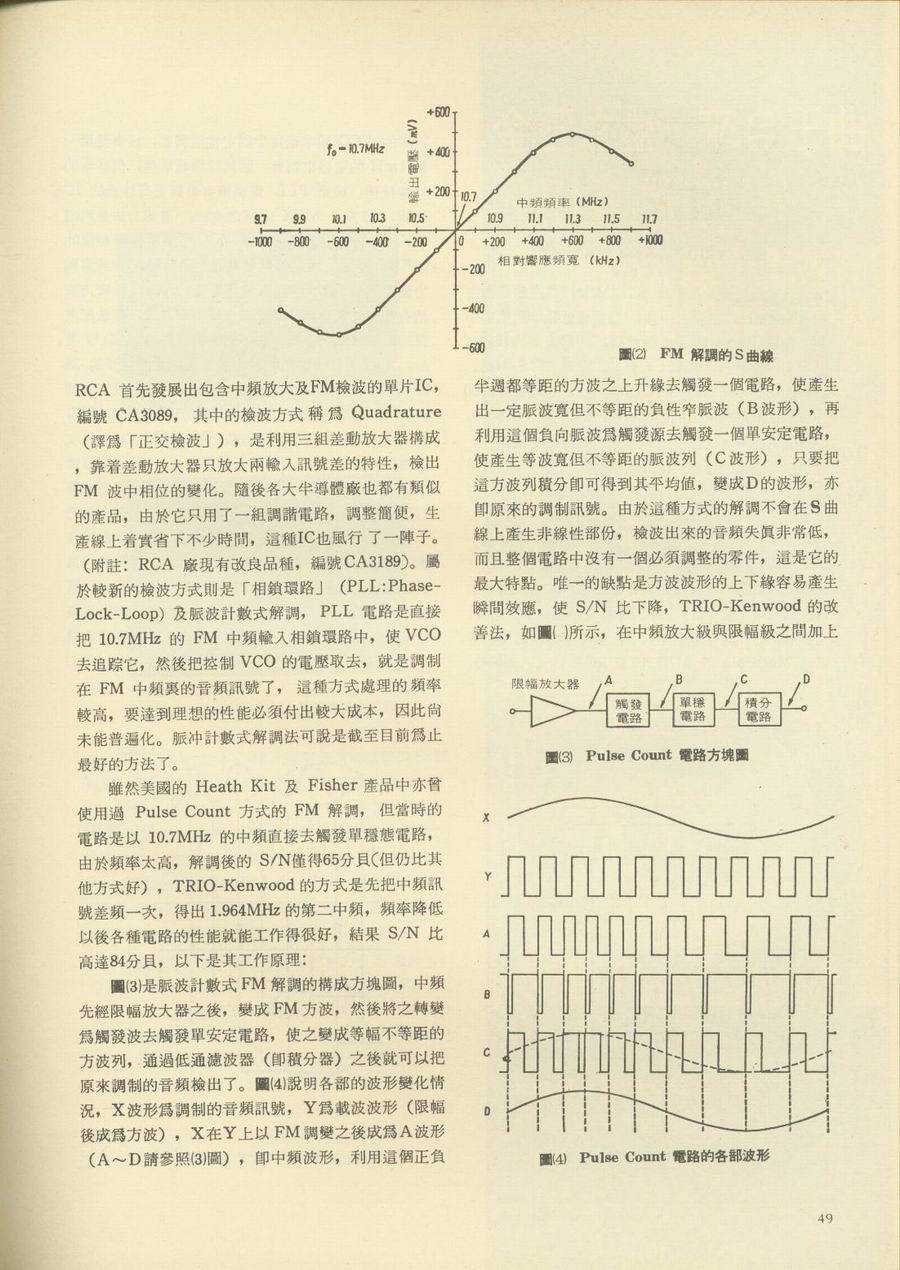 +600
輸出電壓 (mV)
f₀=10.7MHz
+400
+200
10.7
中頻頻率 (MHz)
9.7 9.9 10.1 10.3 10.5 10.9 11.1 11.3 11.5 11.7
-1000 -800 -600 -400 -200 0 +200 +400 +600 +800 +1000
相對響應頻寬 (kHz)
-200
-400
-600
圖⑵ FM 解調的S曲線
RCA 首先發展出包含中頻放大及FM檢波的單片IC，
編號 CA3089， 其中的檢波方式稱爲 Quadrature
（譯爲「正交檢波」），是利用三組差動放大器構成
，靠着差動放大器只放大兩輸入訊號差的特性，檢出
FM 波中相位的變化。隨後各大半導體廠也都有類似
的產品，由於它只用了一組調諧電路，調整簡便，生
產線上着實省下不少時間，這種IC也風行了一陣子。
（附註：RCA 廠現有改良品種，編號CA3189）。屬
於較新的檢波方式則是「相鎖環路」 (PLL:Phase-
Lock-Loop) 及脈波計數式解調， PLL 電路是直接
把 10.7MHz 的 FM 中頻輸入相鎖環路中，使 VCO
去追踪它，然後把控制 VCO 的電壓取去，就是調制
在 FM 中頻裏的音頻訊號了， 這種方式處理的頻率
較高，要達到理想的性能必須付出較大成本，因此尙
未能普遍化。脈冲計數式解調法可說是截至目前爲止
最好的方法了。
雖然美國的 Heath Kit 及 Fisher 產品中亦曾
使用過 Pulse Count 方式的 FM 解調， 但當時的
電路是以 10.7MHz 的中頻直接去觸發單穩態電路，
由於頻率太高，解調後的 S/N僅得65分貝(但仍比其
他方式好），TRIO-Kenwood 的方式是先把中頻訊
號差頻一次，得出 1.964MHz 的第二中頻，頻率降低
以後各種電路的性能就能工作得很好，結果 S/N 比
高達84分貝，以下是其工作原理：
圖⑶是脈波計數式 FM 解調的構成方塊圖，中頻
先經限幅放大器之後，變成 FM 方波，然後將之轉變
爲觸發波去觸發單安定電路，使之變成等幅不等距的
方波列，通過低通濾波器（卽積分器）之後就可以把
原來調制的音頻檢出了。圖⑷說明各部的波形變化情
況，X波形爲調制的音頻訊號，Y爲載波波形（限幅
後成爲方波），X在Y上以 FM 調變之後成爲A波形
（A～D請參照⑶圖），卽中頻波形，利用這個正負
半週都等距的方波之上升緣去觸發一個電路，使產生
出一定脈波寬但不等距的負性窄脈波（B波形），再
利用這個負向脈波爲觸發源去觸發一個單安定電路，
使產生等波寬但不等距的脈波列（C波形），只要把
這方波列積分卽可得到其平均值，變成D的波形，亦
卽原來的調制訊號。由於這種方式的解調不會在S曲
線上產生非線性部份，檢波出來的音頻失眞非常低，
而且整個電路中沒有一個必須調整的零件，這是它的
最大特點。唯一的缺點是方波波形的上下緣容易產生
瞬間效應，使 S/N 比下降，TRIO-Kenwood 的改
善法，如圖( )所示，在中頻放大級與限幅級之間加上
限幅放大器 A B C D
觸發電路 單穩電路 積分電路
圖⑶ Pulse Count 電路方塊圖
X
Y
A
B
C
D
圖⑷ Pulse Count 電路的各部波形
49